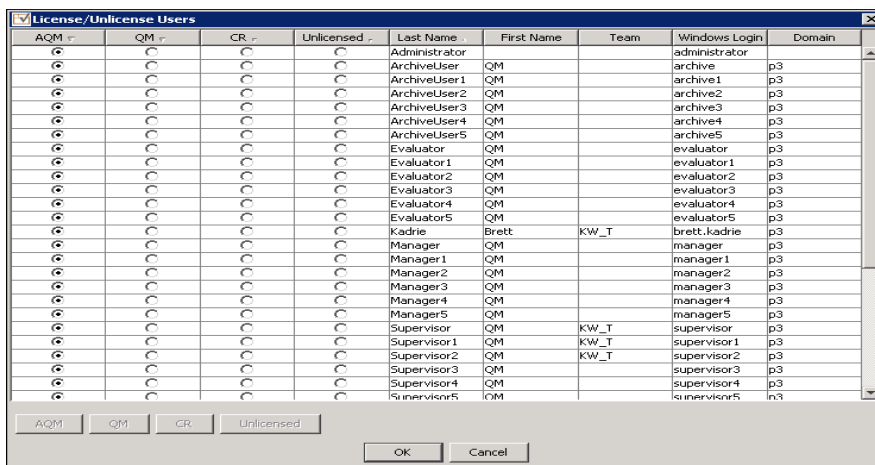 License/Unlicense Users
AQM QM CR Unlicensed Last Name First Name Team Windows Login Domain
Administrator administrator
ArchiveUser QM archive p3
ArchiveUser1 QM archive1 p3
ArchiveUser2 QM archive2 p3
ArchiveUser3 QM archive3 p3
ArchiveUser4 QM archive4 p3
ArchiveUser5 QM archive5 p3
Evaluator QM evaluator p3
Evaluator1 QM evaluator1 p3
Evaluator2 QM evaluator2 p3
Evaluator3 QM evaluator3 p3
Evaluator4 QM evaluator4 p3
Evaluator5 QM evaluator5 p3
Kadrie Brett KW_T brett.kadrie p3
Manager QM manager p3
Manager1 QM manager1 p3
Manager2 QM manager2 p3
Manager3 QM manager3 p3
Manager4 QM manager4 p3
Manager5 QM manager5 p3
Supervisor QM KW_T supervisor p3
Supervisor1 QM KW_T supervisor1 p3
Supervisor2 QM KW_T supervisor2 p3
Supervisor3 QM supervisor3 p3
Supervisor4 QM supervisor4 p3
Supervisor5 QM supervisor5 p3
AQM QM CR Unlicensed
OK Cancel